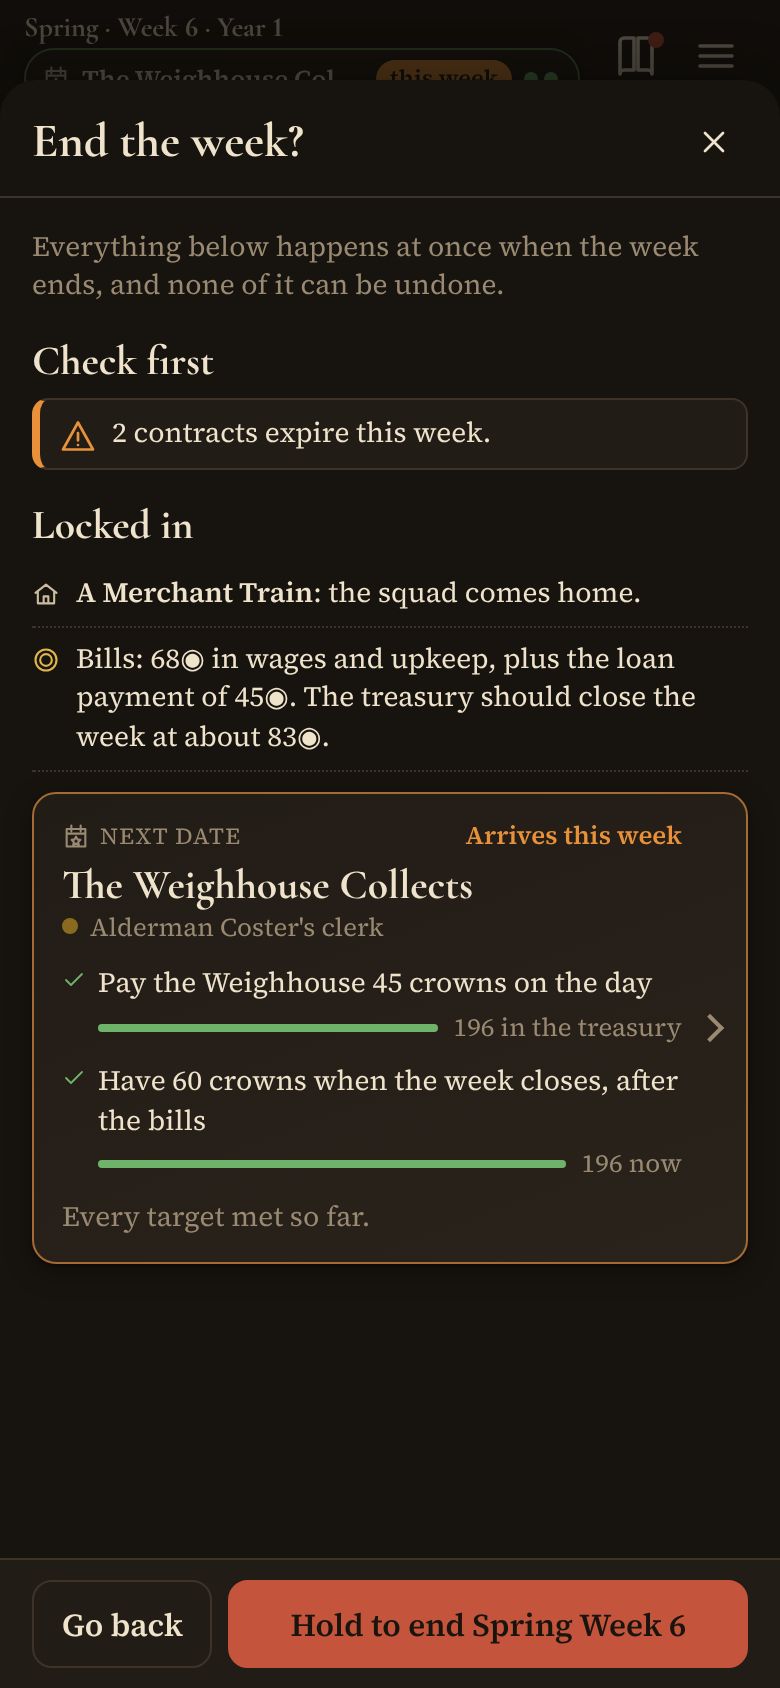 Spring · Week 6 · Year 1
The Weighhouse Col
this week
End the week?
Everything below happens at once when the week
ends, and none of it can be undone.
Check first
2 contracts expire this week.
Locked in
A Merchant Train: the squad comes home.
Bills: 68◉ in wages and upkeep, plus the loan
payment of 45◉. The treasury should close the
week at about 83◉.
NEXT DATE
Arrives this week
The Weighhouse Collects
Alderman Coster's clerk
Pay the Weighhouse 45 crowns on the day
196 in the treasury
Have 60 crowns when the week closes, after
the bills
196 now
Every target met so far.
Go back
Hold to end Spring Week 6